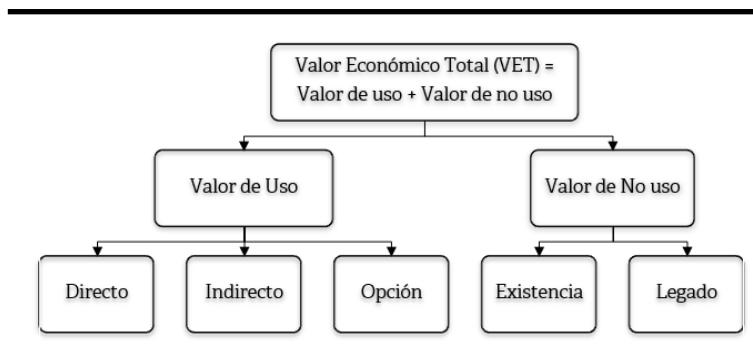 Valor Económico Total (VET) =
Valor de uso + Valor de no uso
Valor de Uso
Valor de No uso
Directo
Indirecto
Opción
Existencia
Legado